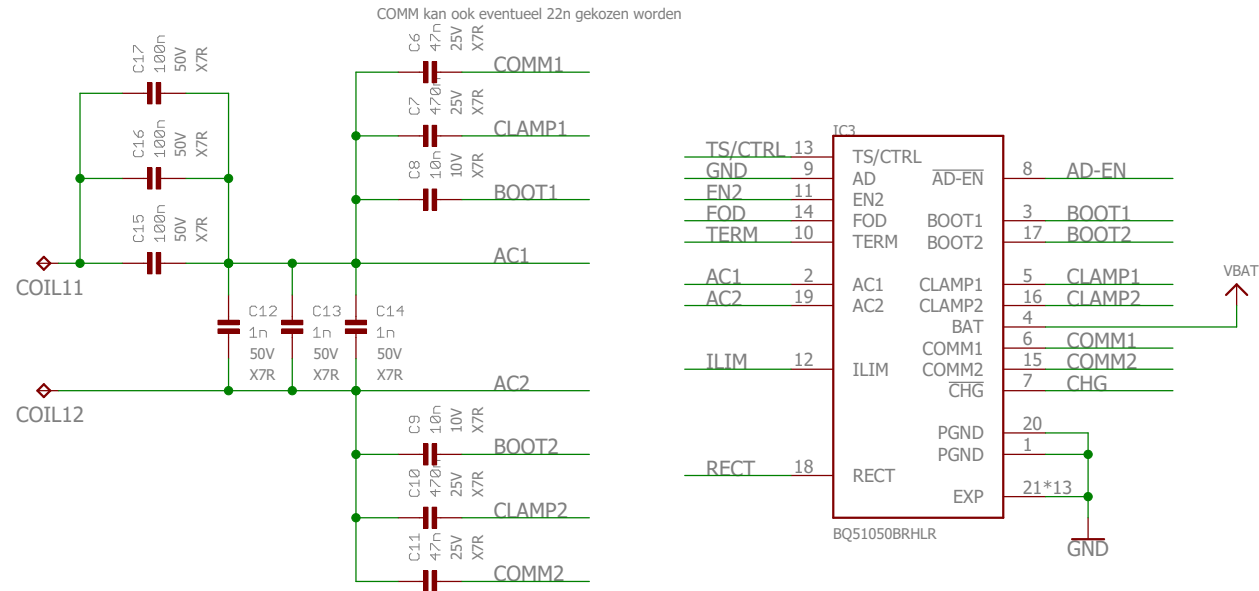 COMM kan ook eventueel 22n gekozen worden
C17
100n
50V
X7R
C16
100n
50V
X7R
C15
100n
50V
X7R
COIL11
COIL12
C6
47n
25V
X7R
COMM1
C7
470n
25V
X7R
CLAMP1
C8
10n
10V
X7R
BOOT1
AC1
C12
1n
50V
X7R
C13
1n
50V
X7R
C14
1n
50V
X7R
AC2
C9
10n
10V
X7R
BOOT2
C10
470n
25V
X7R
CLAMP2
C11
47n
25V
X7R
COMM2
IC3
TS/CTRL 13 TS/CTRL
GND 9 AD
EN2 11 EN2
FOD 14 FOD
TERM 10 TERM
AC1 2 AC1
AC2 19 AC2
ILIM 12 ILIM
RECT 18 RECT
AD-EN 8 AD-EN
BOOT1 3 BOOT1
BOOT2 17 BOOT2
CLAMP1 5 CLAMP1
CLAMP2 16 CLAMP2
BAT 4
VBAT
COMM1 6 COMM1
COMM2 15 COMM2
CHG 7 CHG
PGND 20
PGND 1
EXP 21*13
GND
BQ51050BRHLR